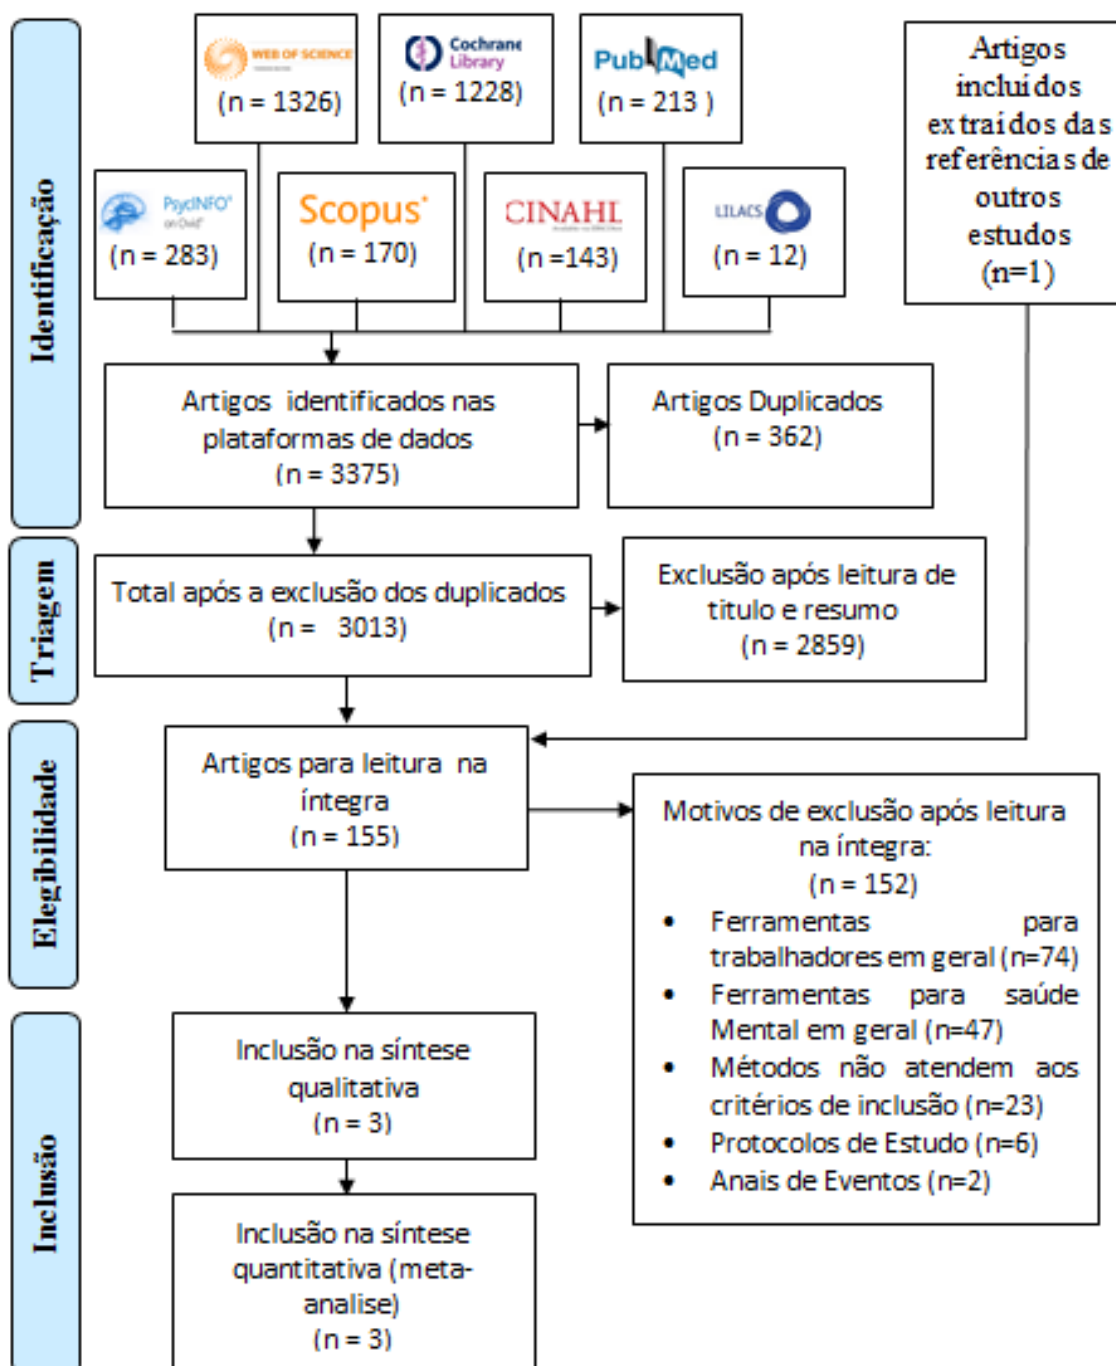 Identificação
WEB OF SCIENCE
(n = 1326)
Cochrane
Library
(n = 1228)
PubMed
(n = 213 )
Artigos
incluídos
extraídos das
referências de
outros
estudos
(n=1)
PsycINFO®
on Ovid®
(n = 283)
Scopus
(n = 170)
CINAHL
(n =143)
LILACS
(n = 12)
Artigos identificados nas
plataformas de dados
(n = 3375)
Artigos Duplicados
(n = 362)
Triagem
Total após a exclusão dos duplicados
(n = 3013)
Exclusão após leitura de
titulo e resumo
(n = 2859)
Elegibilidade
Artigos para leitura na
íntegra
(n = 155)
Motivos de exclusão após leitura
na íntegra:
(n = 152)
• Ferramentas para
trabalhadores em geral (n=74)
• Ferramentas para saúde
Mental em geral (n=47)
• Métodos não atendem aos
critérios de inclusão (n=23)
• Protocolos de Estudo (n=6)
• Anais de Eventos (n=2)
Inclusão
Inclusão na síntese
qualitativa
(n = 3)
Inclusão na síntese
quantitativa (meta-
analise)
(n = 3)